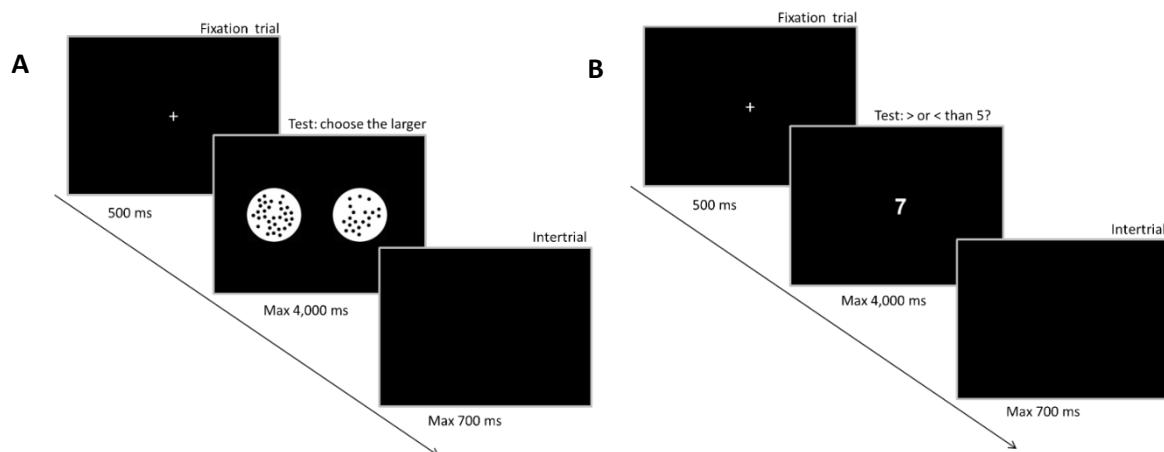 A
Fixation trial
+
500 ms
Test: choose the larger
Max 4,000 ms
Intertrial
Max 700 ms
B
Fixation trial
+
500 ms
Test: > or < than 5?
7
Max 4,000 ms
Intertrial
Max 700 ms